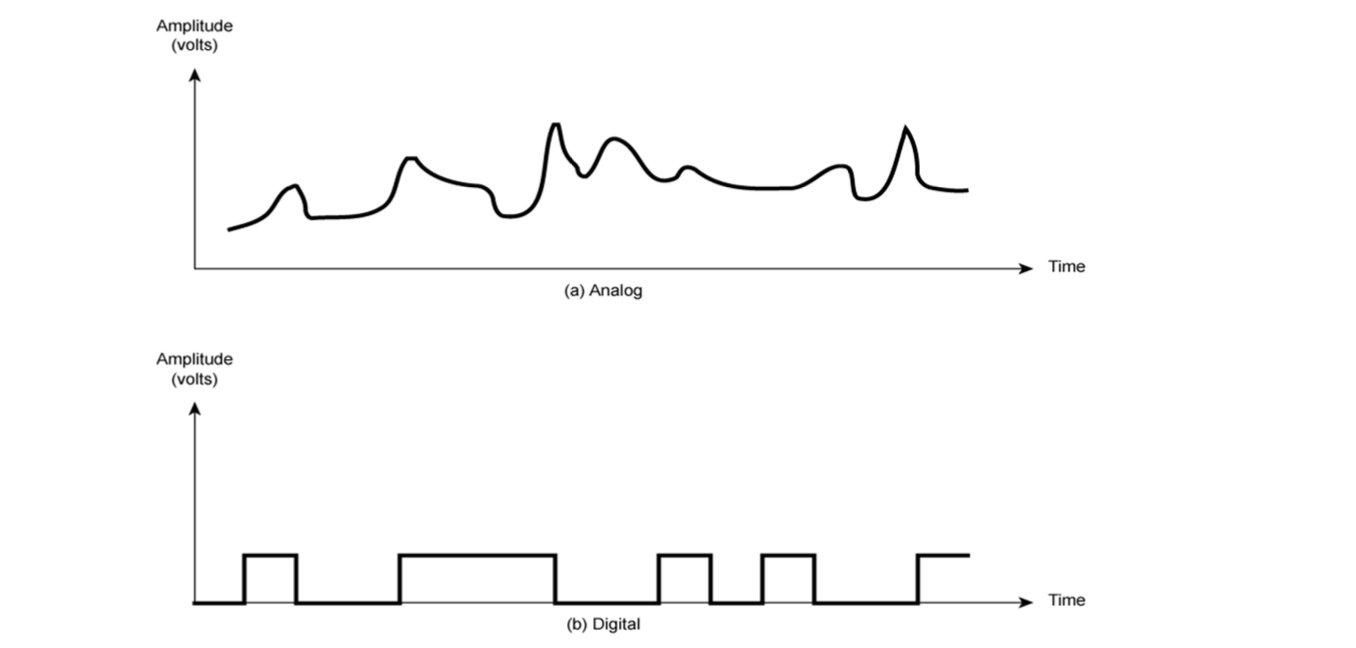 Amplitude
(volts)
Time
(a) Analog
Amplitude
(volts)
Time
(b) Digital